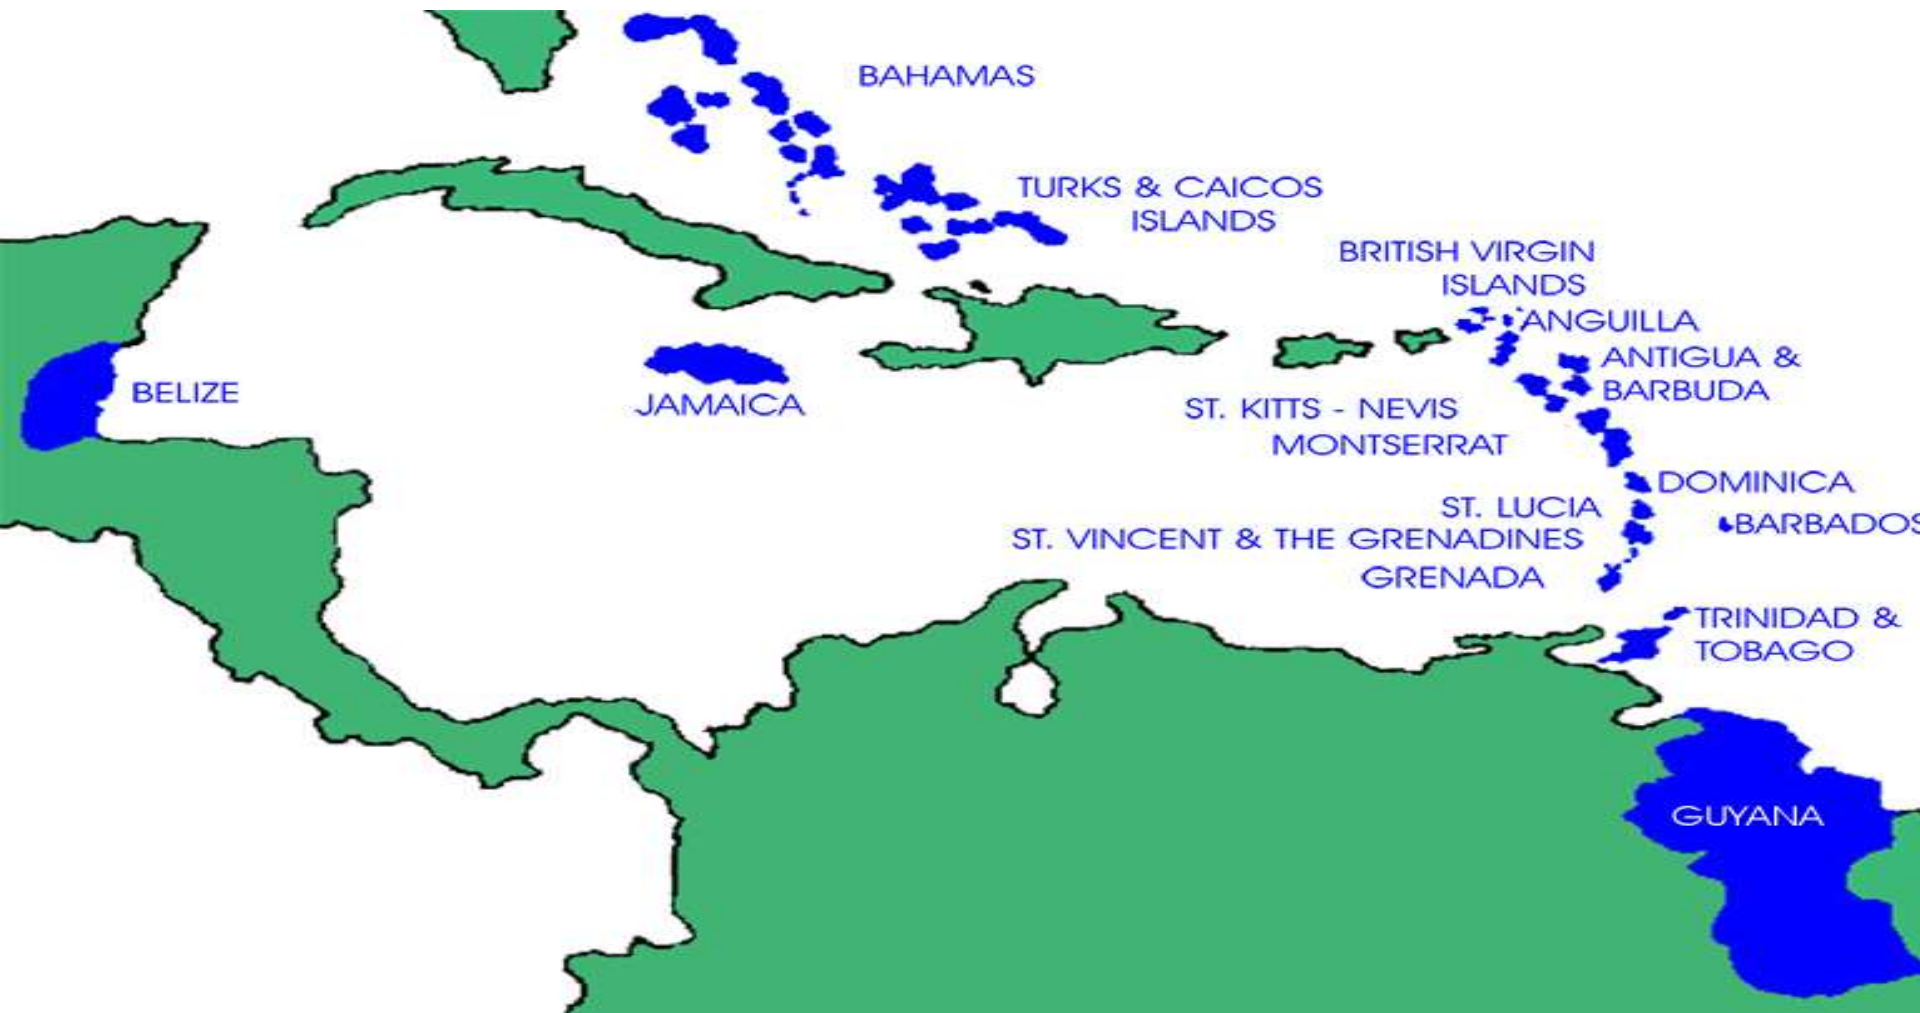 BAHAMAS
TURKS & CAICOS
ISLANDS
BRITISH VIRGIN
ISLANDS
ANGUILLA
ANTIGUA &
BARBUDA
BELIZE
JAMAICA
ST. KITTS - NEVIS
MONTSERRAT
DOMINICA
ST. LUCIA
BARBADOS
ST. VINCENT & THE GRENADINES
GRENADA
TRINIDAD &
TOBAGO
GUYANA